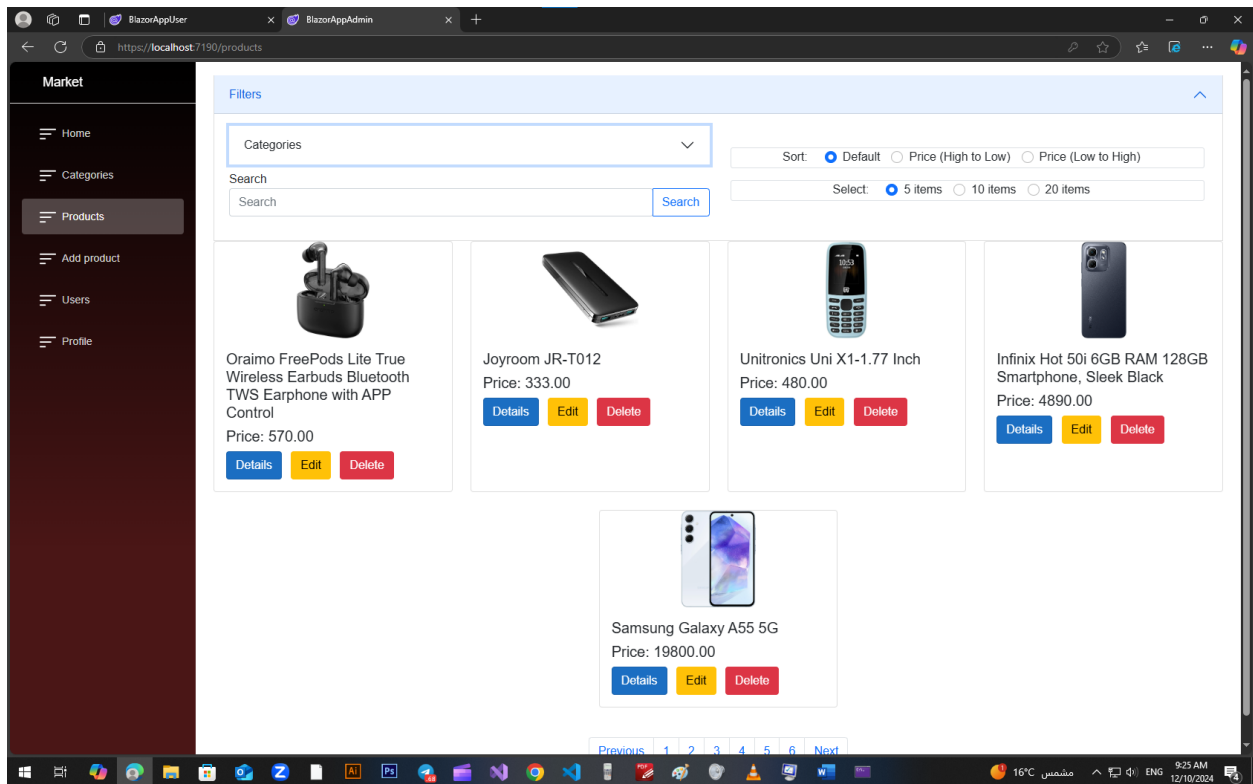 BlazorAppUser
BlazorAppAdmin
https://localhost:7190/products
Market
Home
Categories
Products
Add product
Users
Profile
Filters
Categories
Search
Search
Search
Sort: Default Price (High to Low) Price (Low to High)
Select: 5 items 10 items 20 items
Oraimo FreePods Lite True
Wireless Earbuds Bluetooth
TWS Earphone with APP
Control
Price: 570.00
Details Edit Delete
Joyroom JR-T012
Price: 333.00
Details Edit Delete
10:53
Unitronics Uni X1-1.77 Inch
Price: 480.00
Details Edit Delete
Infinix Hot 50i 6GB RAM 128GB
Smartphone, Sleek Black
Price: 4890.00
Details Edit Delete
Samsung Galaxy A55 5G
Price: 19800.00
Details Edit Delete
Previous 1 2 3 4 5 6 Next
Ai
Ps
PDF
16°C مشمس
ENG
9:25 AM
12/10/2024